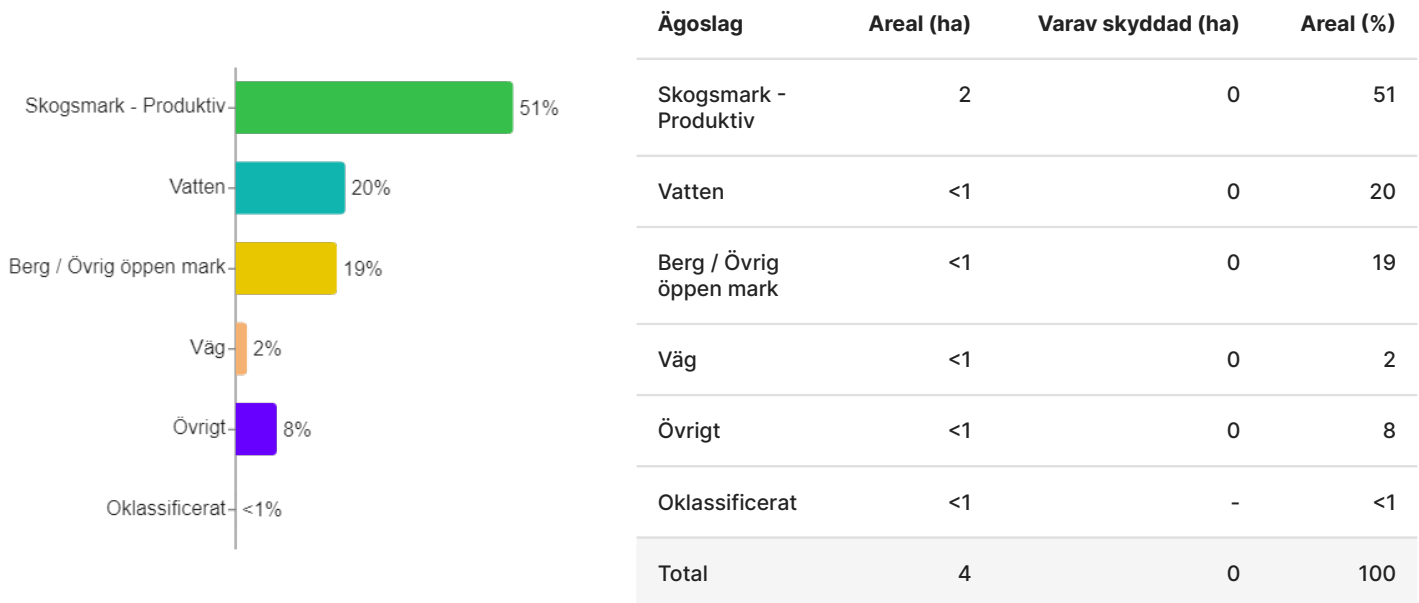 Skogsmark - Produktiv 51%
Vatten 20%
Berg / Övrig öppen mark 19%
Väg 2%
Övrigt 8%
Oklassificerat <1%
Ägoslag Areal (ha) Varav skyddad (ha) Areal (%)
Skogsmark - 2 0 51
Produktiv
Vatten <1 0 20
Berg / Övrig <1 0 19
öppen mark
Väg <1 0 2
Övrigt <1 0 8
Oklassificerat <1 - <1
Total 4 0 100